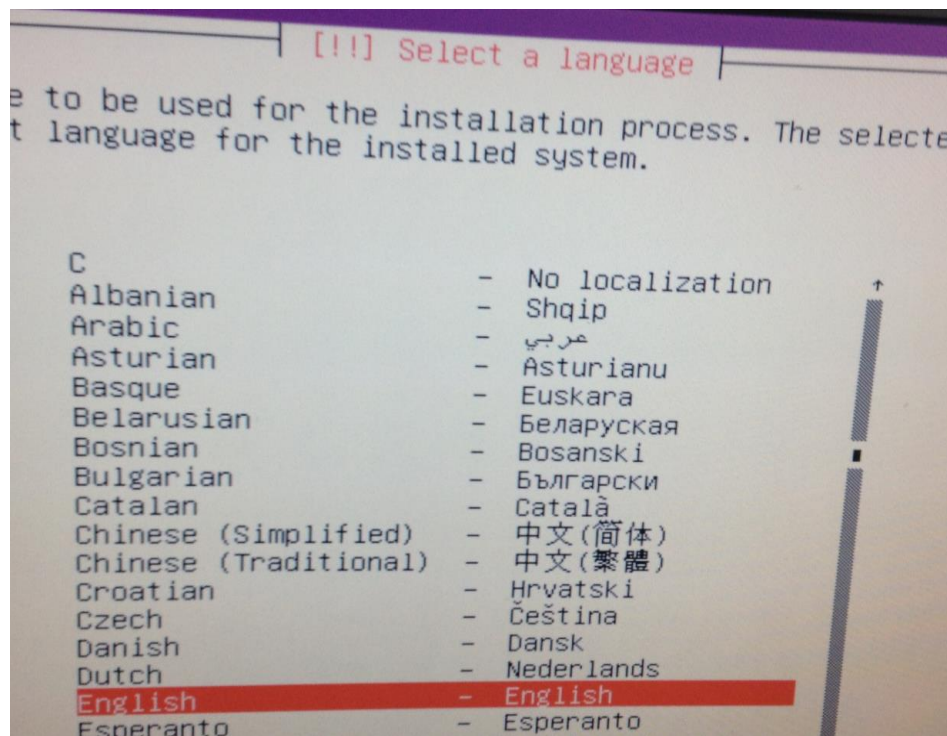 [!!] Select a language
to be used for the installation process. The
language for the installed system.
C - No localization
Albanian - Shqip
Arabic - عربي
Asturian - Asturianu
Basque - Euskara
Belarusian - Беларуская
Bosnian - Bosanski
Bulgarian - Български
Catalan - Català
Chinese (Simplified) - 中文(简体)
Chinese (Traditional) - 中文(繁體)
Croatian - Hrvatski
Czech - Čeština
Danish - Dansk
Dutch - Nederlands
English - English
Esperanto - Esperanto